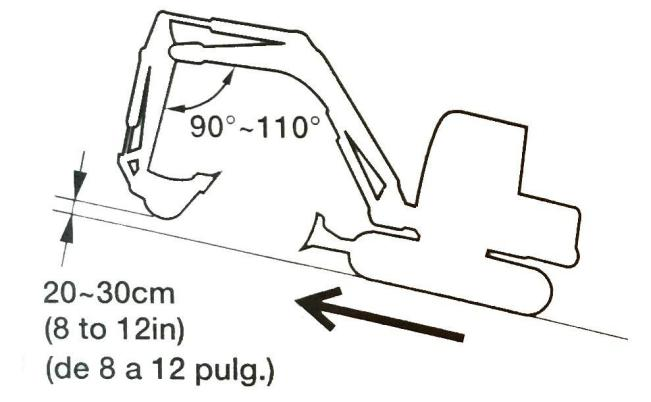 90°~110°
20~30cm
(8 to 12in)
(de 8 a 12 pulg.)